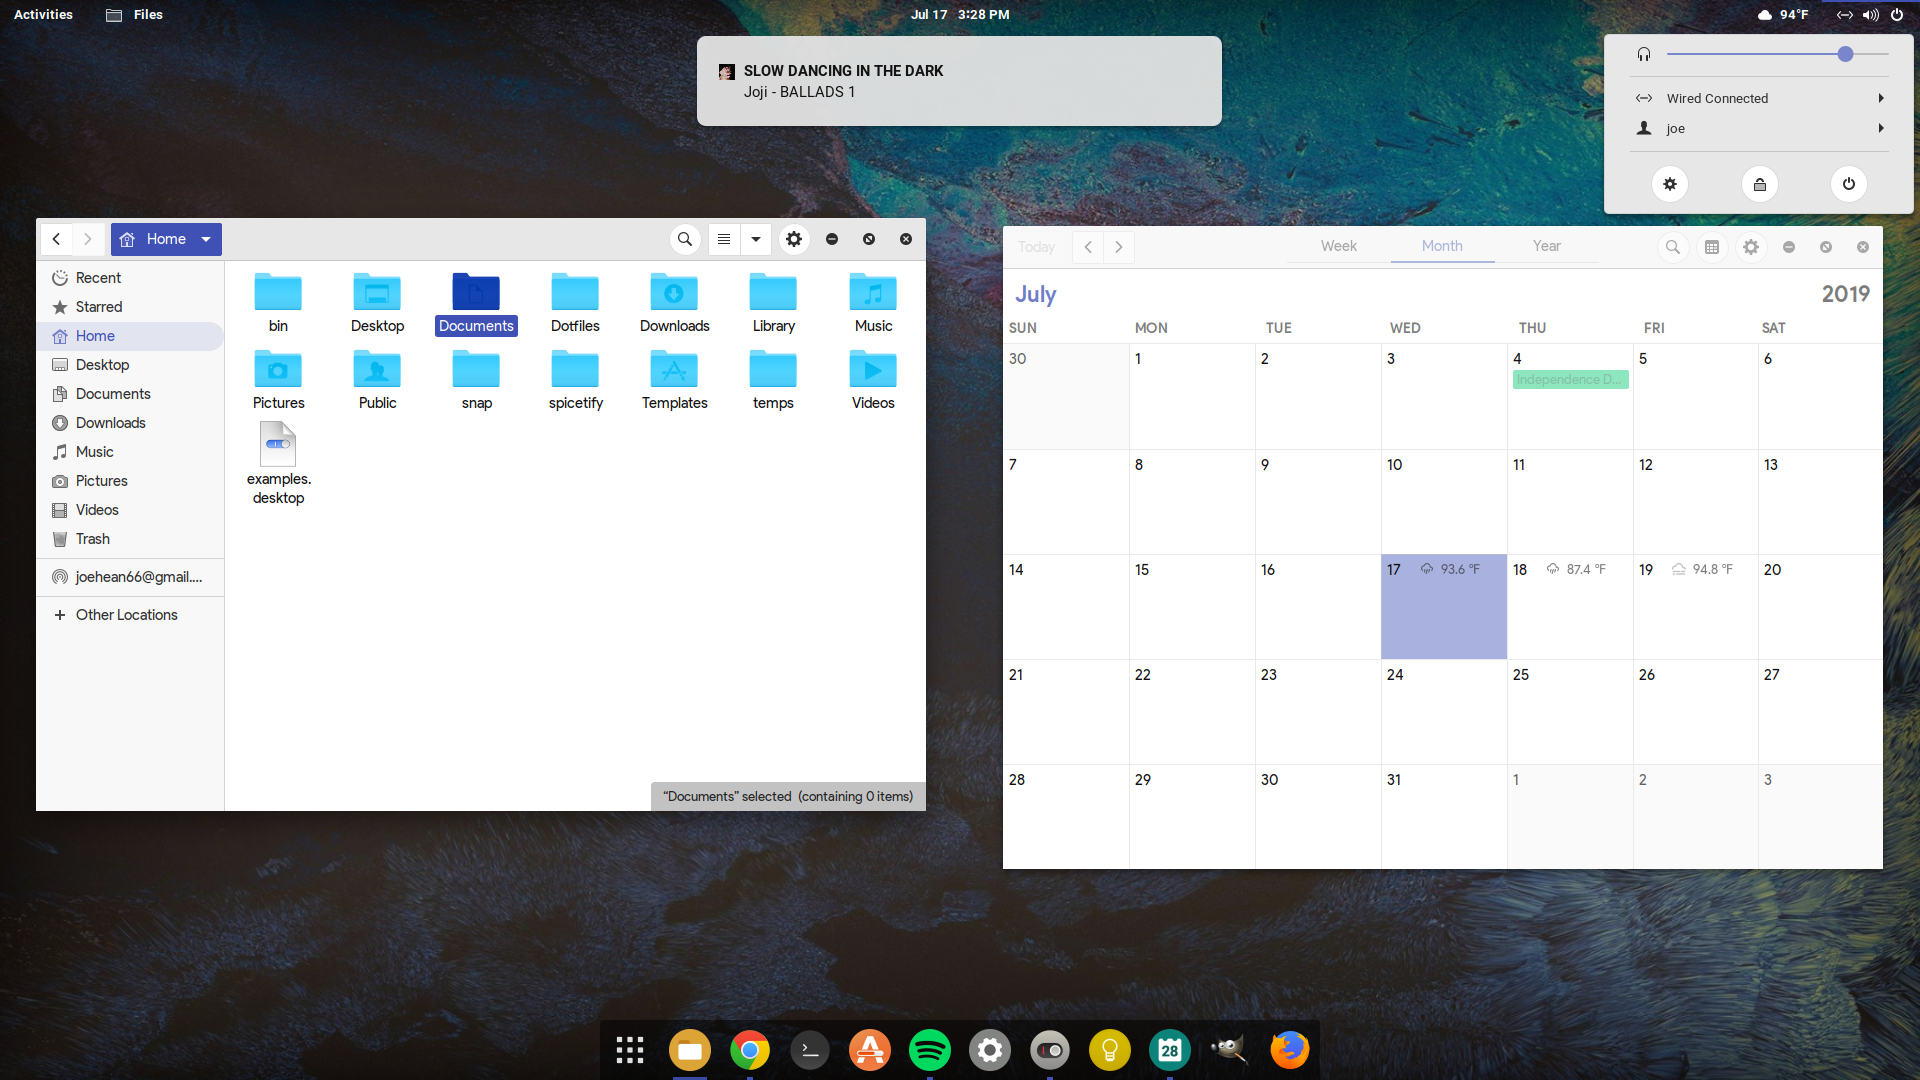 Activities Files Jul 17 3:28 PM 94°F
SLOW DANCING IN THE DARK
Joji - BALLADS 1
Wired Connected
joe
Home
Recent
Starred
Home
Desktop
Documents
Downloads
Music
Pictures
Videos
Trash
joehean66@gmail....
Other Locations
bin Desktop Documents Dotfiles Downloads Library Music
Pictures Public snap spicetify Templates temps Videos
examples.
desktop
“Documents” selected (containing 0 items)
Today Week Month Year
July 2019
SUN MON TUE WED THU FRI SAT
30 1 2 3 4 5 6
Independence D...
7 8 9 10 11 12 13
14 15 16 17 93.6 °F 18 87.4 °F 19 94.8 °F 20
21 22 23 24 25 26 27
28 29 30 31 1 2 3
28